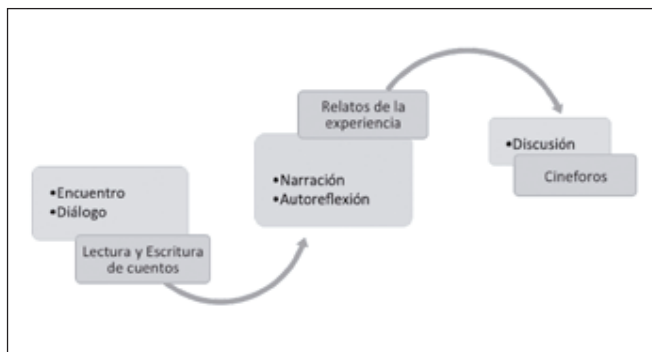 •Encuentro
•Diálogo
Lectura y Escritura
de cuentos
Relatos de la
experiencia
•Narración
•Autoreflexión
•Discusión
Cineforos